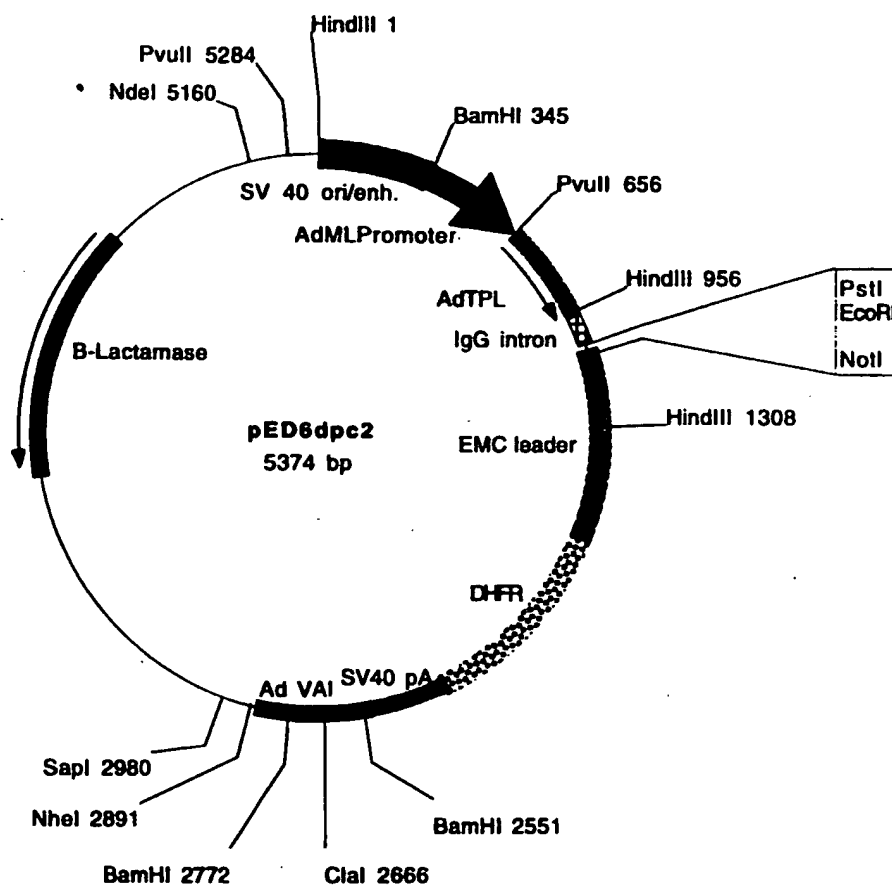 HindIII 1
PvuII 5284
NdeI 5160
BamHI 345
SV 40 ori/enh.
PvuII 656
AdMLPromoter
HindIII 956
AdTPL
IgG intron
PstI
EcoRI
NotI
B-Lactamase
pED6dpc2
5374 bp
EMC leader
HindIII 1308
DHFR
SV40 pA
Ad VAI
SapI 2980
NheI 2891
BamHI 2772
ClaI 2666
BamHI 2551